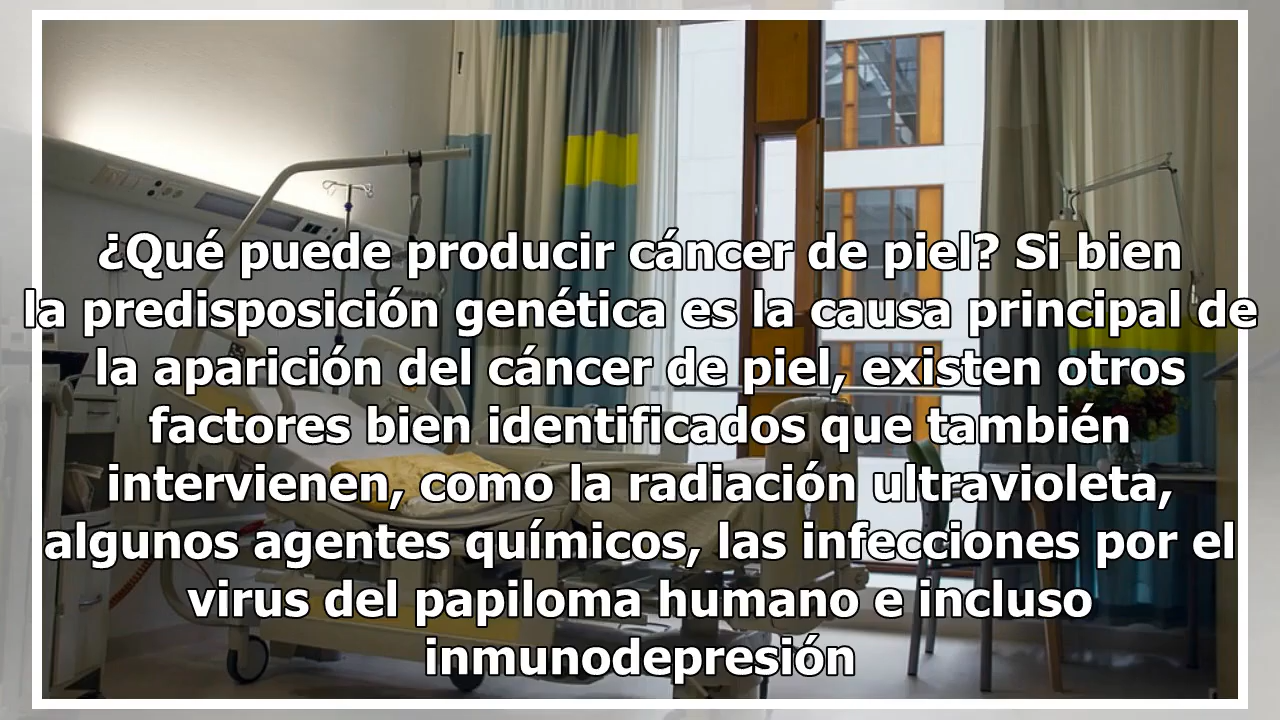 ¿Qué puede producir cáncer de piel? Si bien
la predisposición genética es la causa principal de
la aparición del cáncer de piel, existen otros
factores bien identificados que también
intervienen, como la radiación ultravioleta,
algunos agentes químicos, las infecciones por el
virus del papiloma humano e incluso
inmunodepresión